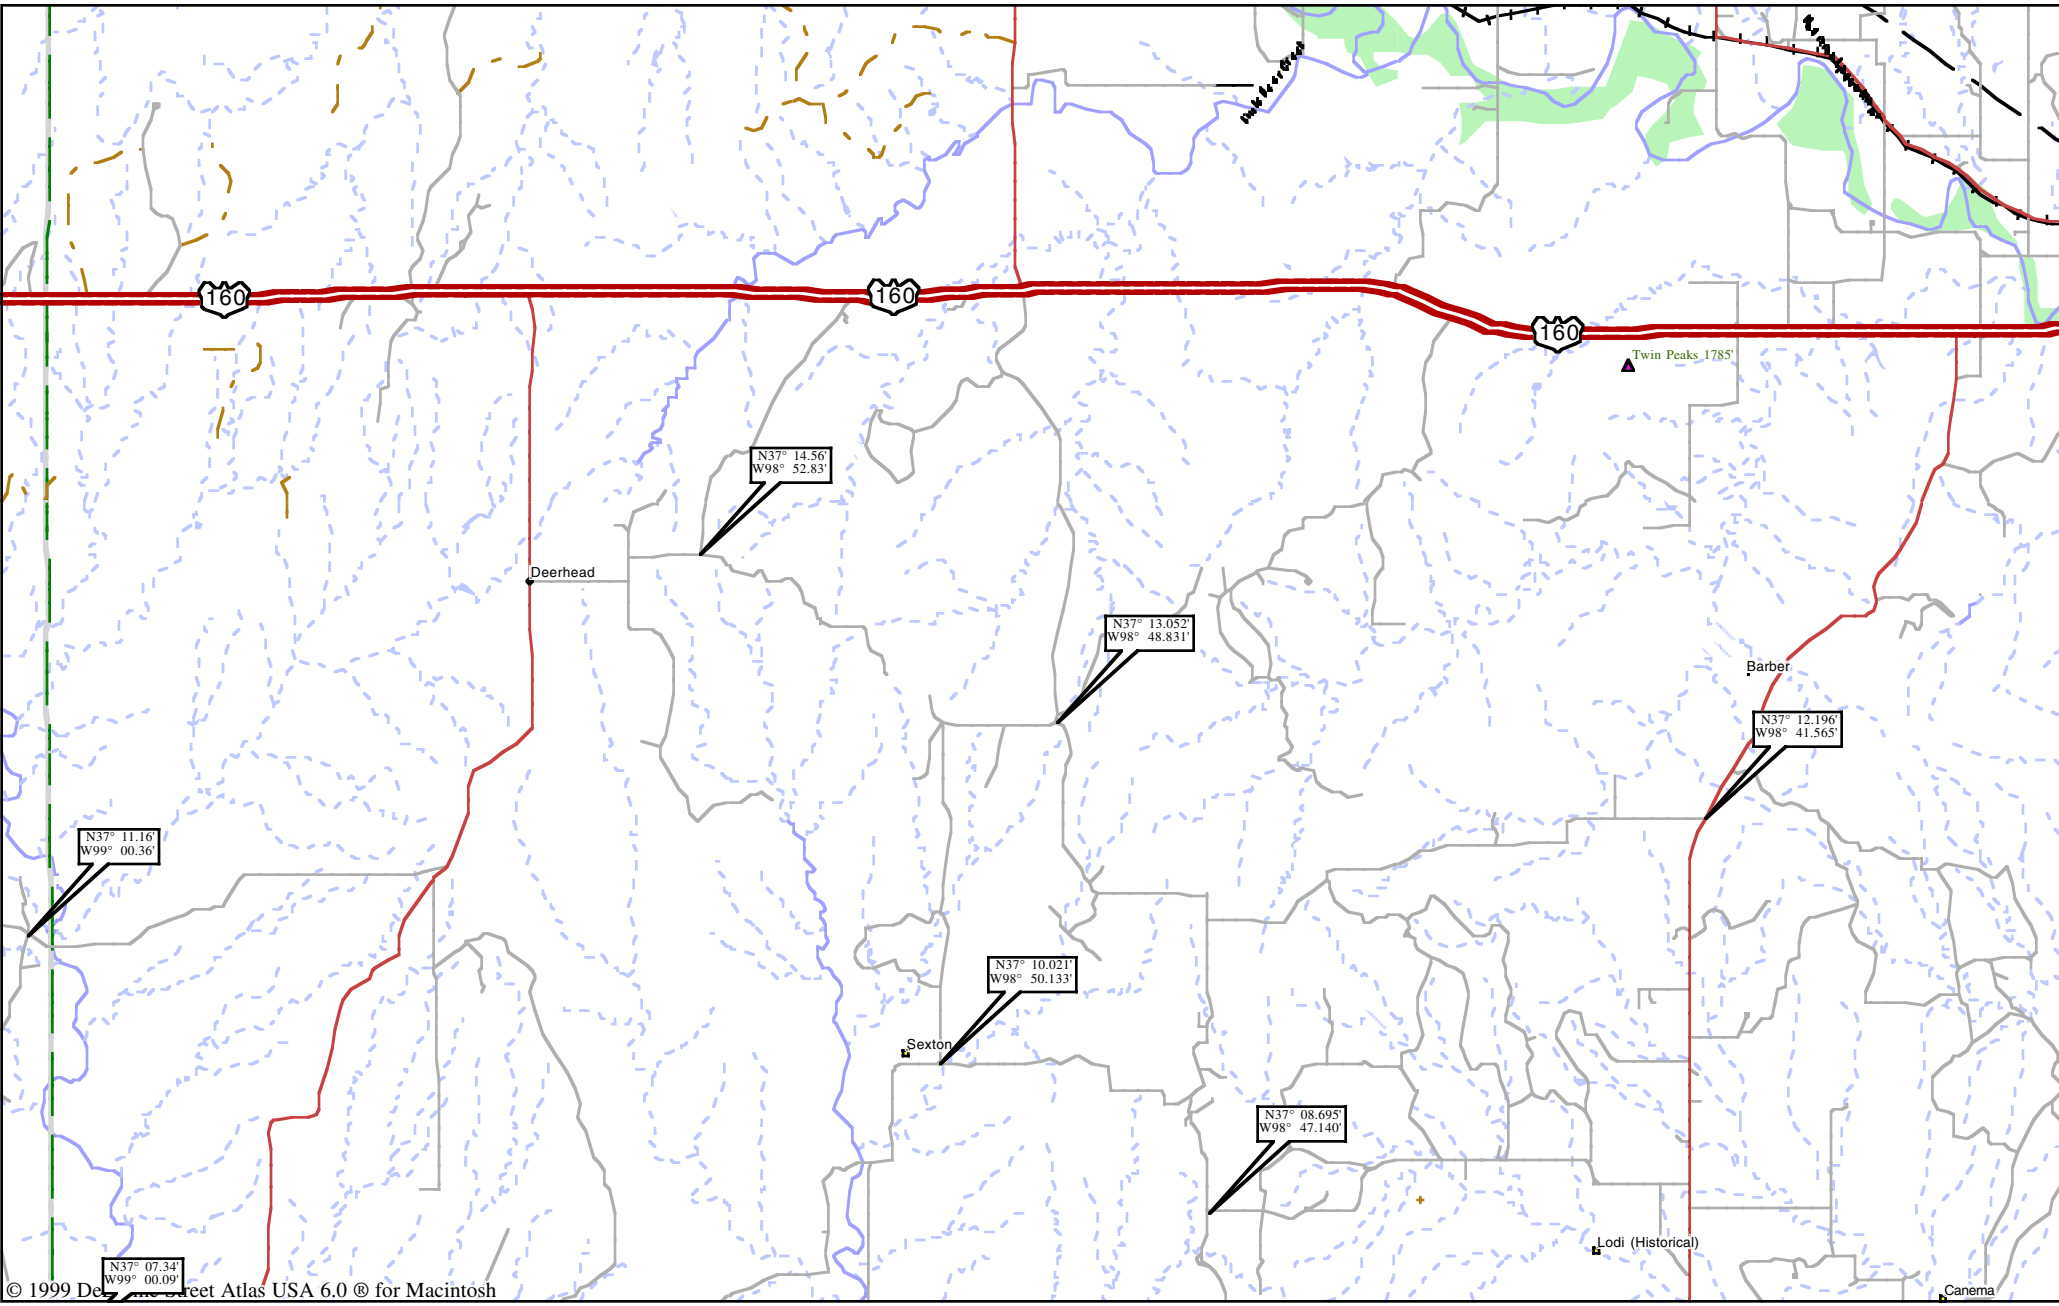 160
160
160
Twin Peaks 1785'
N37° 14.56'
W98° 52.83'
Deerhead
N37° 13.052'
W98° 48.831'
Barber
N37° 12.196'
W98° 41.565'
N37° 11.16'
W99° 00.36'
N37° 10.021'
W98° 50.133'
Sexton
N37° 08.695'
W98° 47.140'
Lodi (Historical)
N37° 07.34'
W99° 00.09'
© 1999 De Street Atlas USA 6.0 ® for Macintosh
Canema